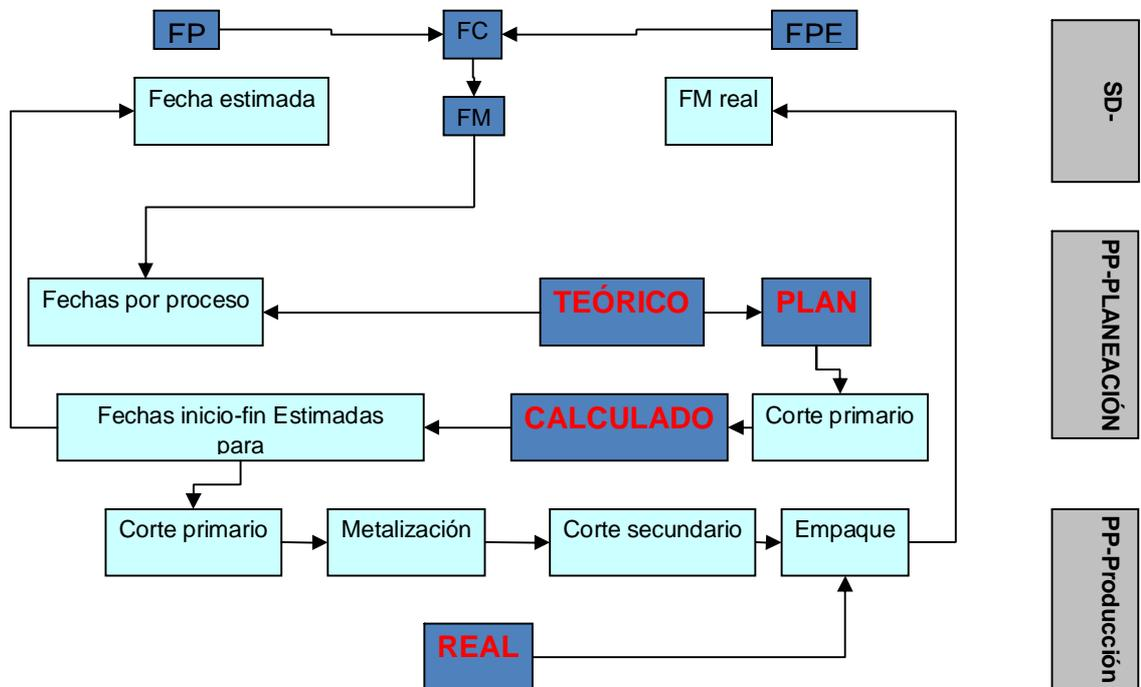 FP
FC
FPE
Fecha estimada
FM
FM real
SD-
Fechas por proceso
TEÓRICO
PLAN
PP-PLANEACIÓN
Fechas inicio-fin Estimadas
para
CALCULADO
Corte primario
Corte primario
Metalización
Corte secundario
Empaque
PP-Producción
REAL